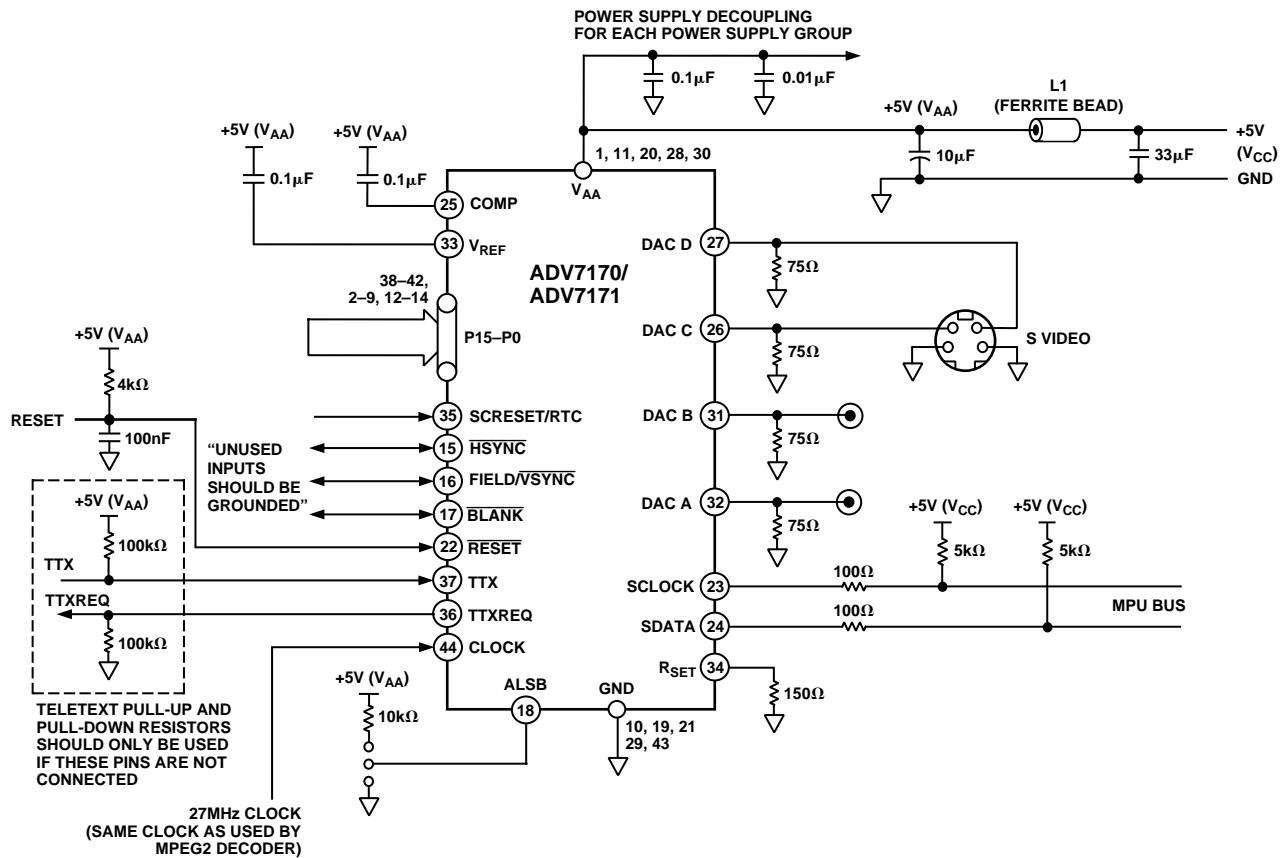 POWER SUPPLY DECOUPLING
FOR EACH POWER SUPPLY GROUP
0.1µF
0.01µF
L1
(FERRITE BEAD)
+5V (VAA)
+5V
(VCC)
GND
10µF
33µF
+5V (VAA)
+5V (VAA)
0.1µF
0.1µF
1, 11, 20, 28, 30
VAA
25
COMP
33
VREF
ADV7170/
ADV7171
38–42,
2–9, 12–14
P15–P0
DAC D
27
75Ω
DAC C
26
75Ω
S VIDEO
DAC B
31
75Ω
DAC A
32
75Ω
+5V (VAA)
4kΩ
RESET
100nF
35
SCRESET/RTC
15
HSYNC
16
FIELD/VSYNC
17
BLANK
22
RESET
37
TTX
36
TTXREQ
44
CLOCK
“UNUSED
INPUTS
SHOULD BE
GROUNDED”
+5V (VAA)
100kΩ
TTX
TTXREQ
100kΩ
TELETEXT PULL-UP AND
PULL-DOWN RESISTORS
SHOULD ONLY BE USED
IF THESE PINS ARE NOT
CONNECTED
+5V (VCC)
+5V (VCC)
5kΩ
5kΩ
SCLOCK
23
100Ω
SDATA
24
100Ω
MPU BUS
RSET
34
150Ω
+5V (VAA)
10kΩ
ALSB
18
GND
10, 19, 21
29, 43
27MHz CLOCK
(SAME CLOCK AS USED BY
MPEG2 DECODER)